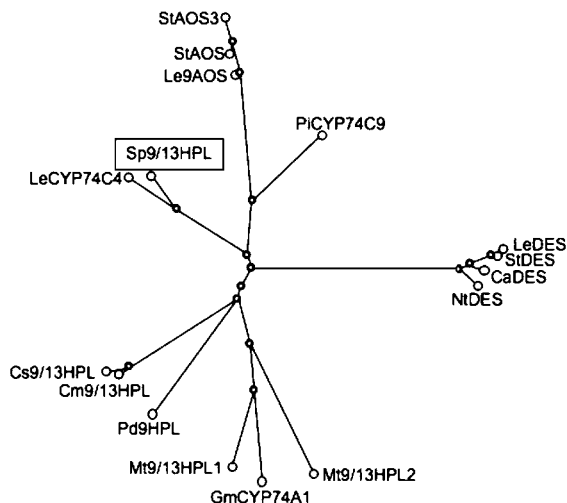 StAOS3
StAOS
Le9AOS
PiCYP74C9
Sp9/13HPL
LeCYP74C4
LeDES
StDES
CaDES
NtDES
Cs9/13HPL
Cm9/13HPL
Pd9HPL
Mt9/13HPL1
Mt9/13HPL2
GmCYP74A1